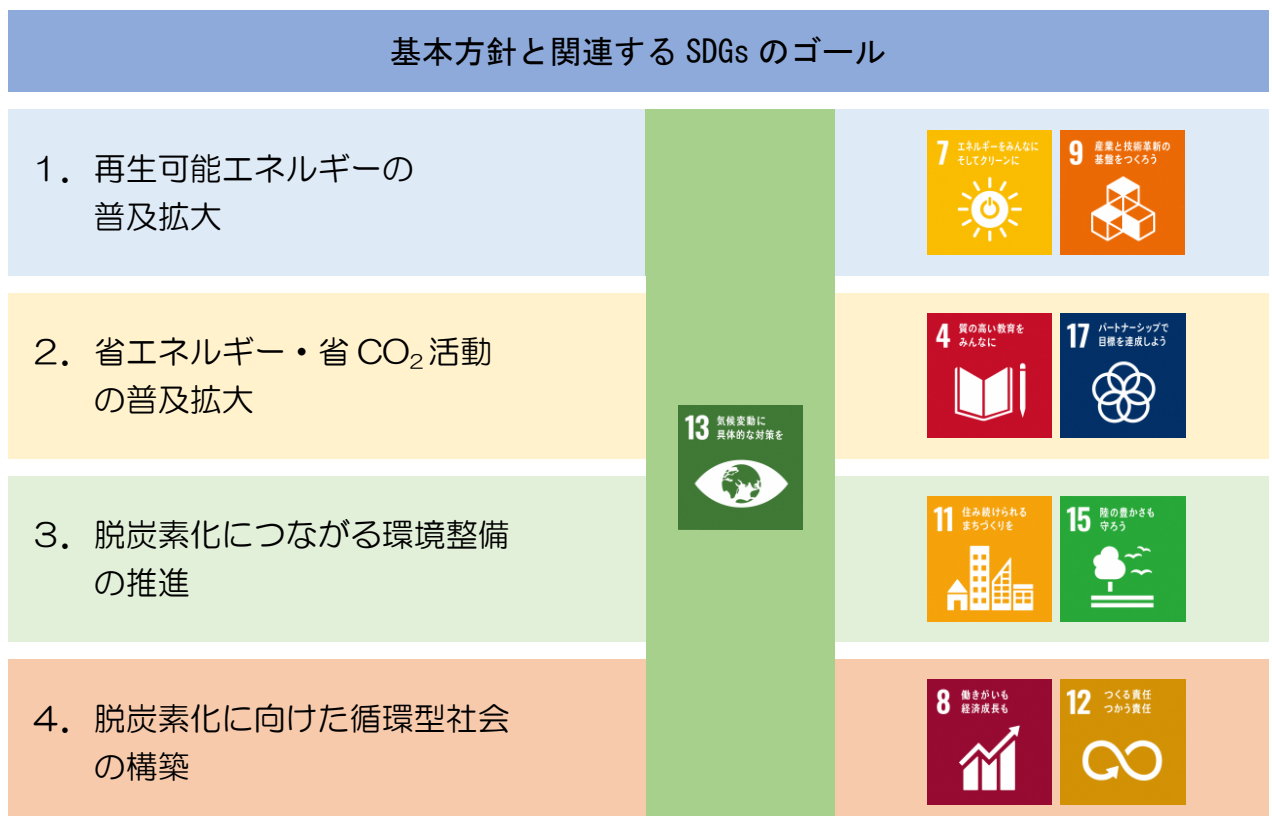 基本方針と関連する SDGs のゴール
1．再生可能エネルギーの
普及拡大
7 エネルギーをみんなに
そしてクリーンに
9 産業と技術革新の
基盤をつくろう
2．省エネルギー・省 CO₂活動
の普及拡大
4 質の高い教育を
みんなに
17 パートナーシップで
目標を達成しよう
13 気候変動に
具体的な対策を
3．脱炭素化につながる環境整備
の推進
11 住み続けられる
まちづくりを
15 陸の豊かさも
守ろう
4．脱炭素化に向けた循環型社会
の構築
8 働きがいも
経済成長も
12 つくる責任
つかう責任